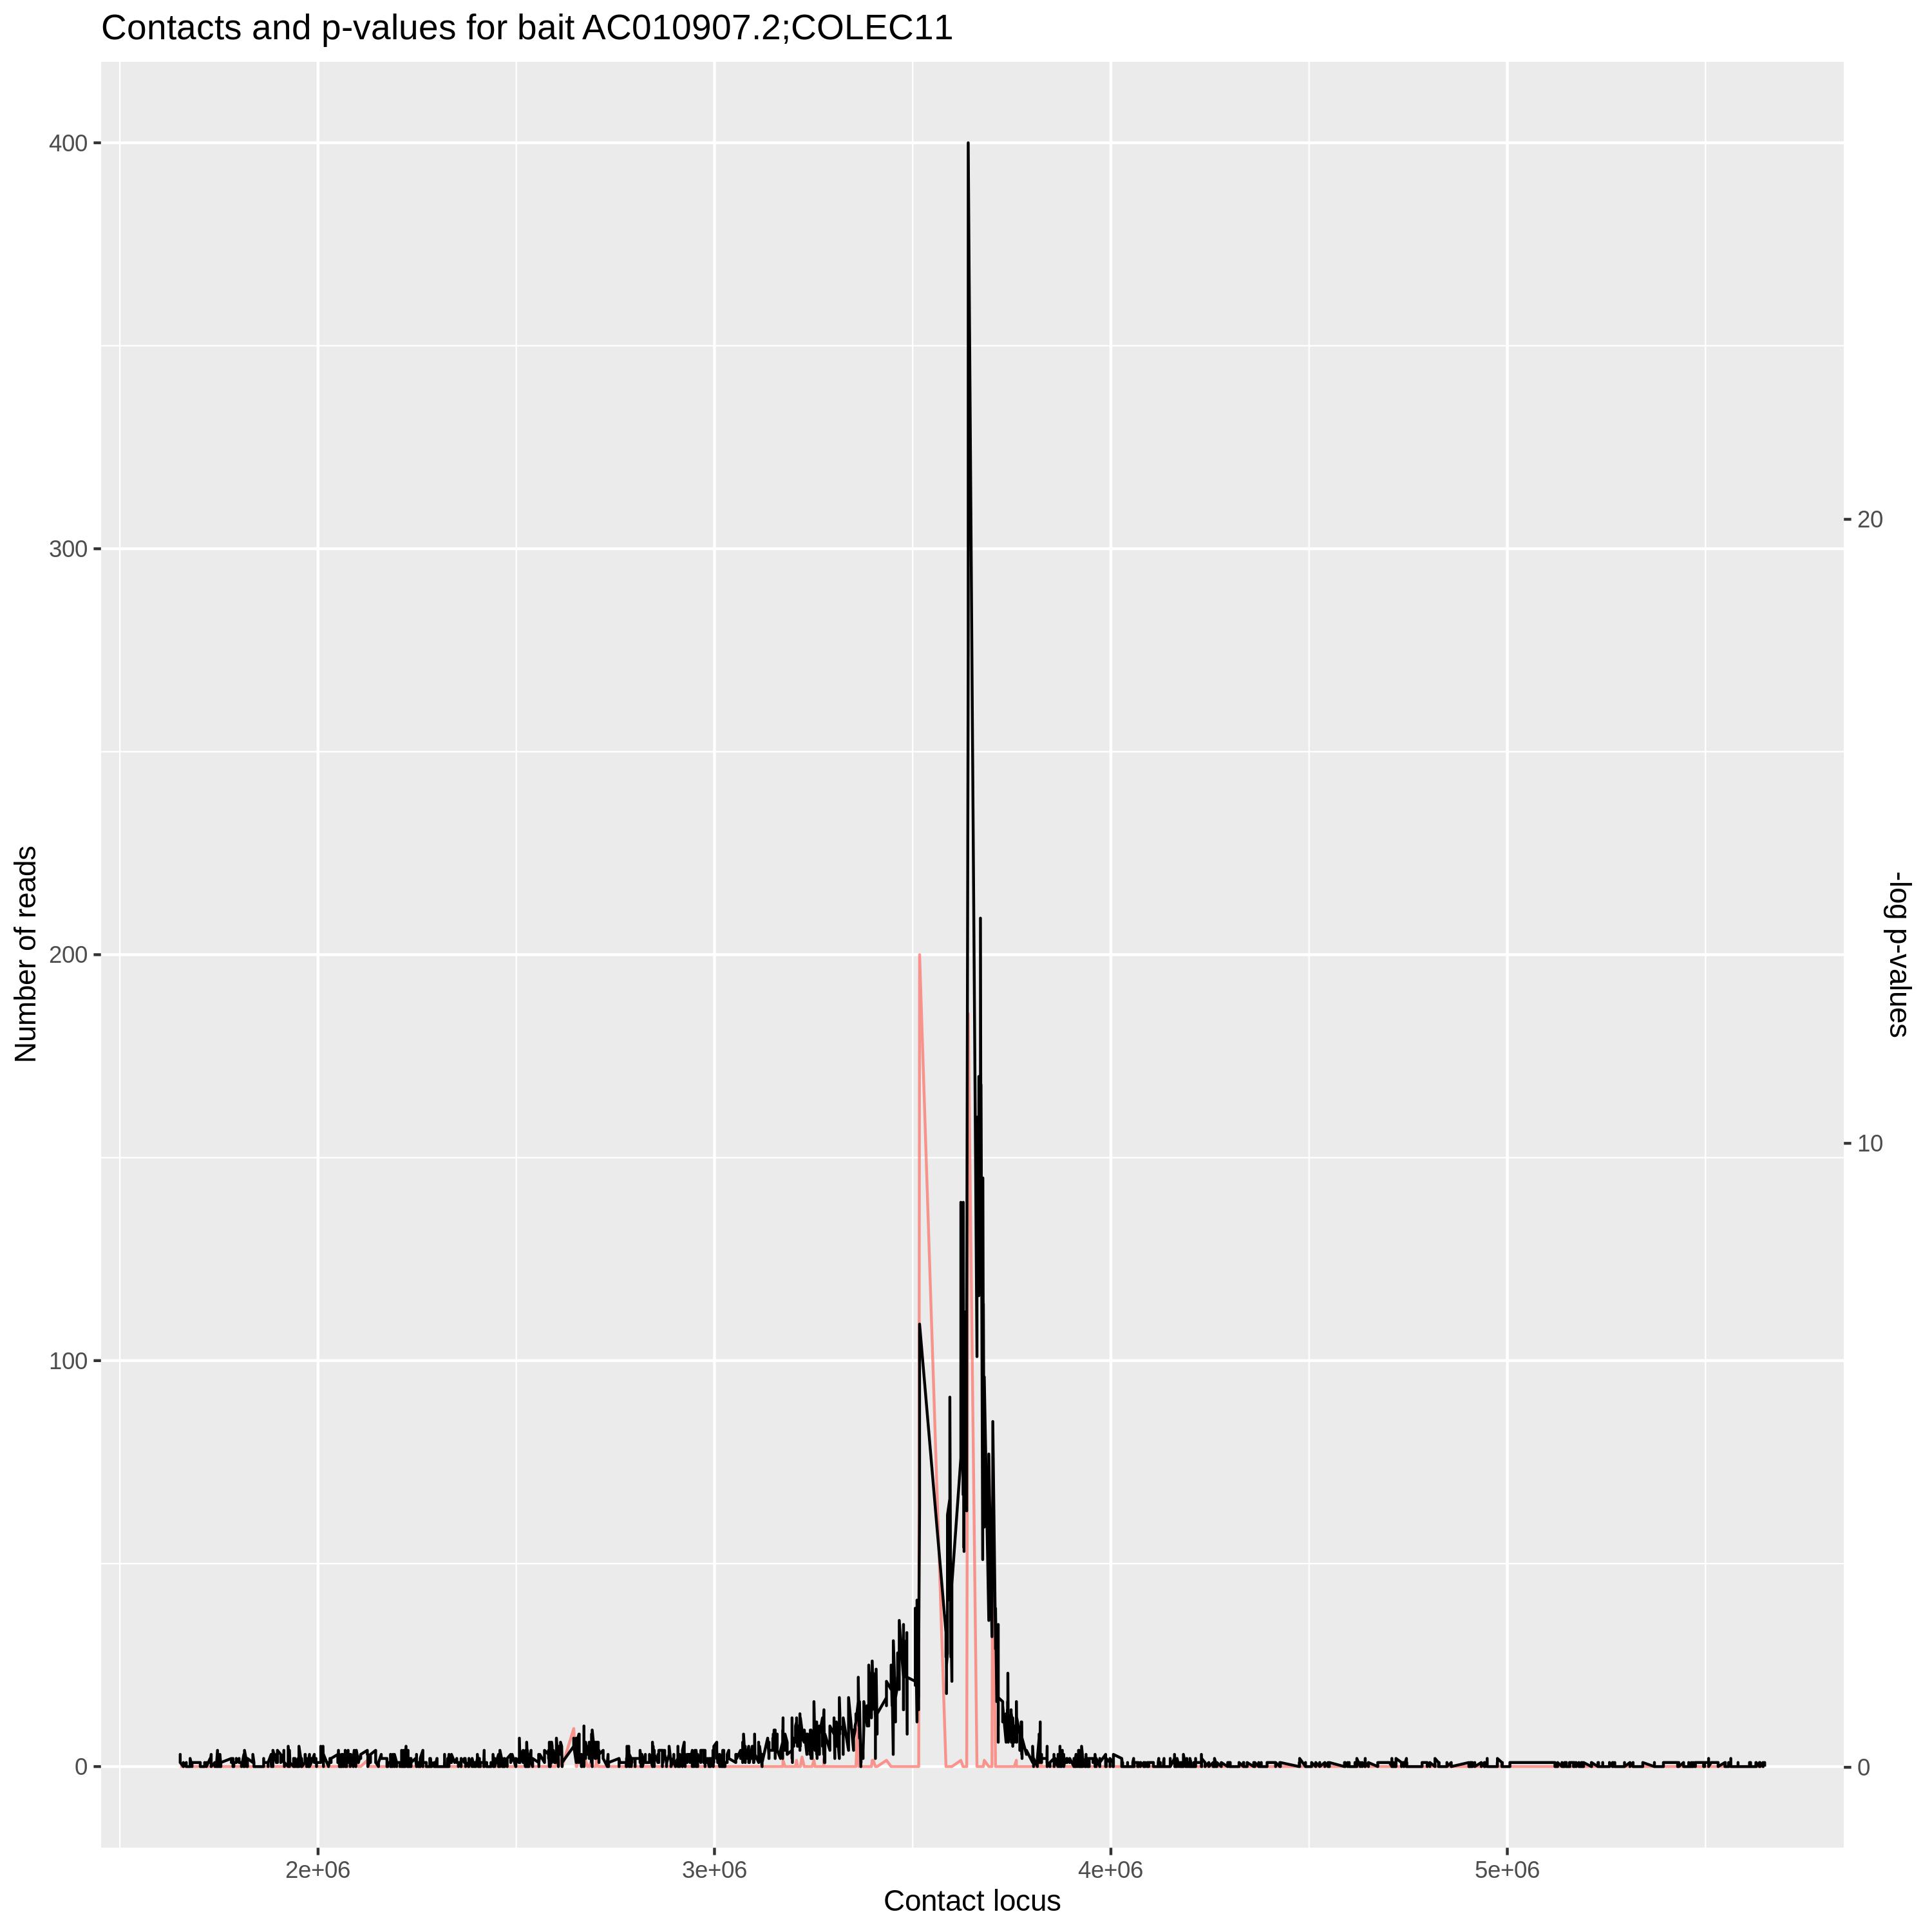 Contacts and p-values for bait AC010907.2;COLEC11
400
300
200
100
0
Number of reads
20
10
0
-log p-values
2e+06
3e+06
4e+06
5e+06
Contact locus